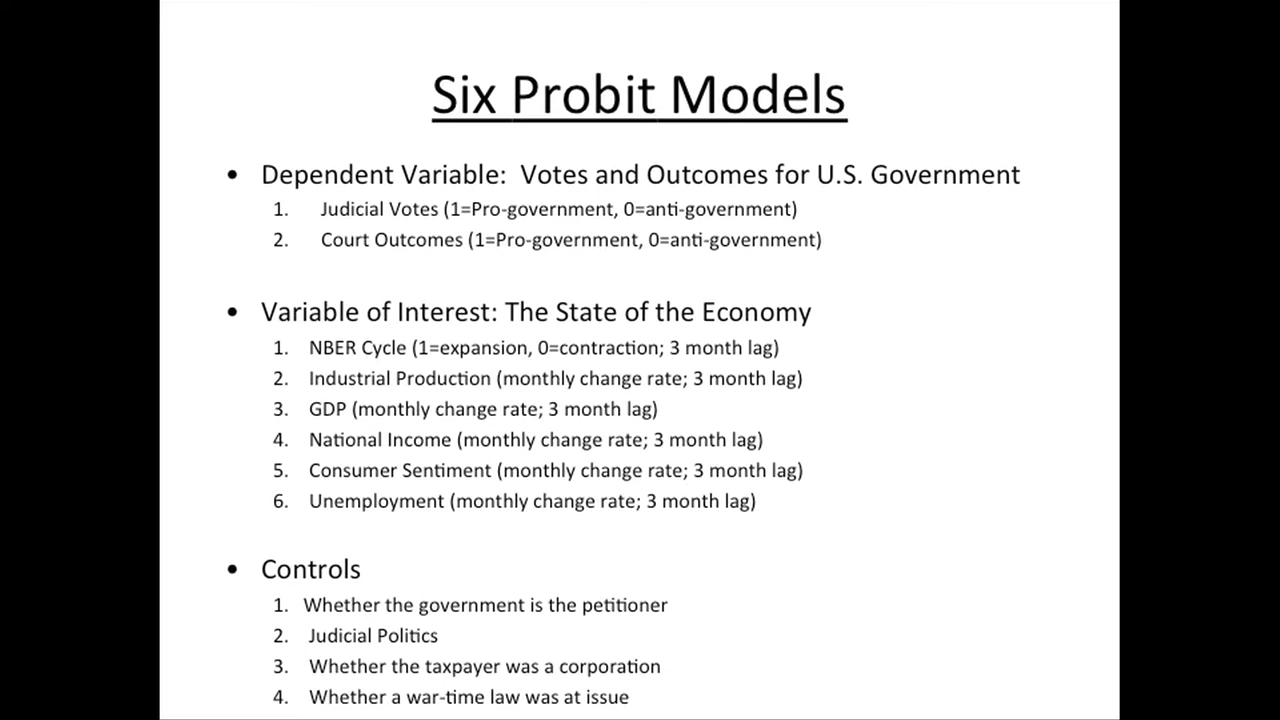 Six Probit Models
• Dependent Variable: Votes and Outcomes for U.S. Government
1. Judicial Votes (1=Pro-government, 0=anti-government)
2. Court Outcomes (1=Pro-government, 0=anti-government)
• Variable of Interest: The State of the Economy
1. NBER Cycle (1=expansion, 0=contraction; 3 month lag)
2. Industrial Production (monthly change rate; 3 month lag)
3. GDP (monthly change rate; 3 month lag)
4. National Income (monthly change rate; 3 month lag)
5. Consumer Sentiment (monthly change rate; 3 month lag)
6. Unemployment (monthly change rate; 3 month lag)
• Controls
1. Whether the government is the petitioner
2. Judicial Politics
3. Whether the taxpayer was a corporation
4. Whether a war-time law was at issue